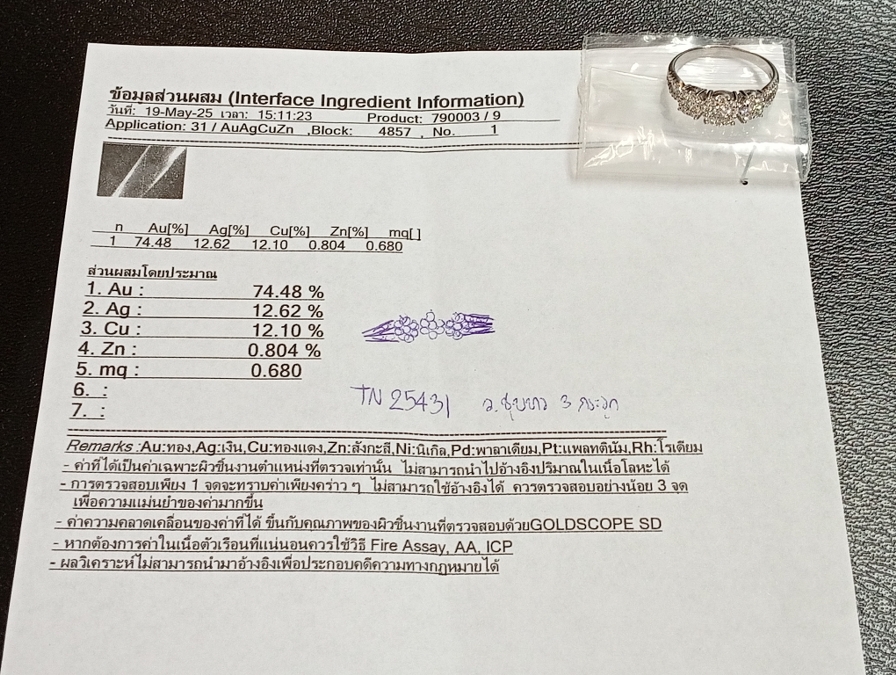 ข้อมูลส่วนผสม (Interface Ingredient Information)
วันที่: 19-May-25 เวลา: 15:11:23 Product: 790003 / 9
Application: 31 / AuAgCuZn ,Block: 4857 , No. 1
n Au[%] Ag[%] Cu[%] Zn[%] mq[ ]
1 74.48 12.62 12.10 0.804 0.680
ส่วนผสมโดยประมาณ
1. Au : 74.48 %
2. Ag : 12.62 %
3. Cu : 12.10 %
4. Zn : 0.804 %
5. mq : 0.680
6. :
7. :
TN 25431 ว.ชุบขาว 3 กระจุก
Remarks :Au:ทอง,Ag:เงิน,Cu:ทองแดง,Zn:สังกะสี,Ni:นิเกิล,Pd:พาลาเดียม,Pt:แพลทตินัม,Rh:โรเดียม
- ค่าที่ได้เป็นค่าเฉพาะผิวชิ้นงานตำแหน่งที่ตรวจเท่านั้น ไม่สามารถนำไปอ้างอิงปริมาณในเนื้อโลหะได้
- การตรวจสอบเพียง 1 จุดจะทราบค่าเพียงคร่าว ๆ ไม่สามารถใช้อ้างอิงได้ ควรตรวจสอบอย่างน้อย 3 จุด
เพื่อความแม่นยำของค่ามากขึ้น
- ค่าความคลาดเคลื่อนของค่าที่ได้ ขึ้นกับคุณภาพของผิวชิ้นงานที่ตรวจสอบด้วยGOLDSCOPE SD
- หากต้องการค่าในเนื้อตัวเรือนที่แน่นอนควรใช้วิธี Fire Assay, AA, ICP
- ผลวิเคราะห์ไม่สามารถนำมาอ้างอิงเพื่อประกอบคดีความทางกฎหมายได้